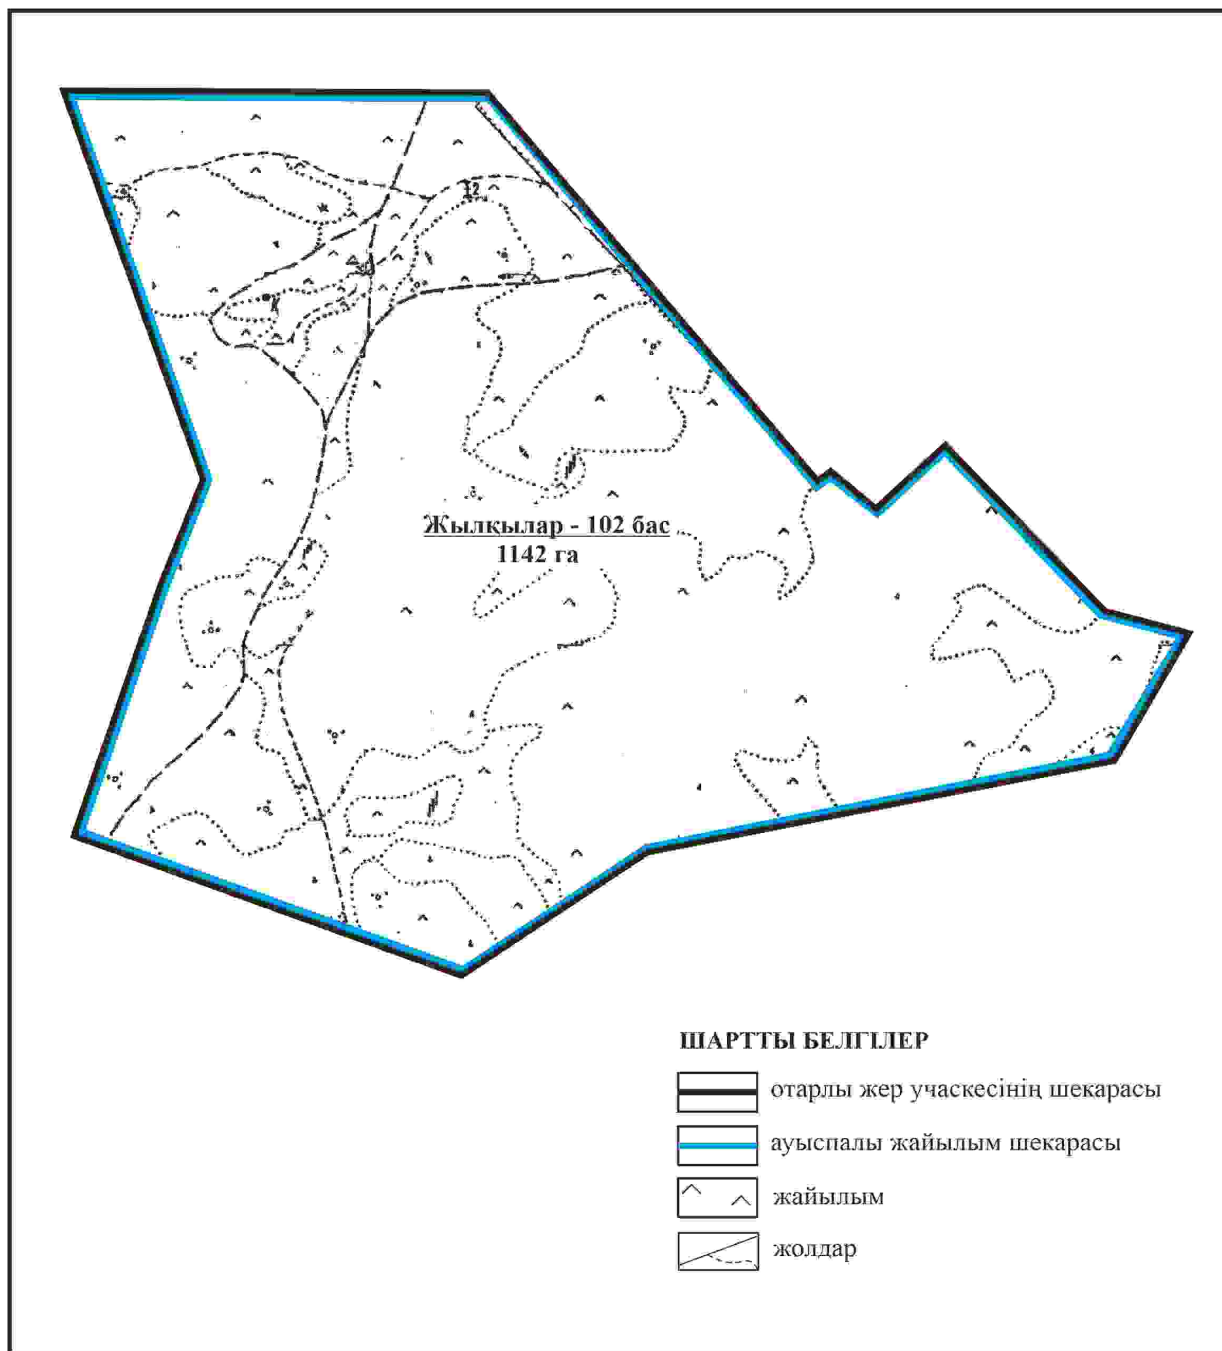 12
Жылқылар - 102 бас
1142 га
ШАРТТЫ БЕЛГІЛЕР
отарлы жер учаскесінің шекарасы
ауыспалы жайылым шекарасы
жайылым
жолдар